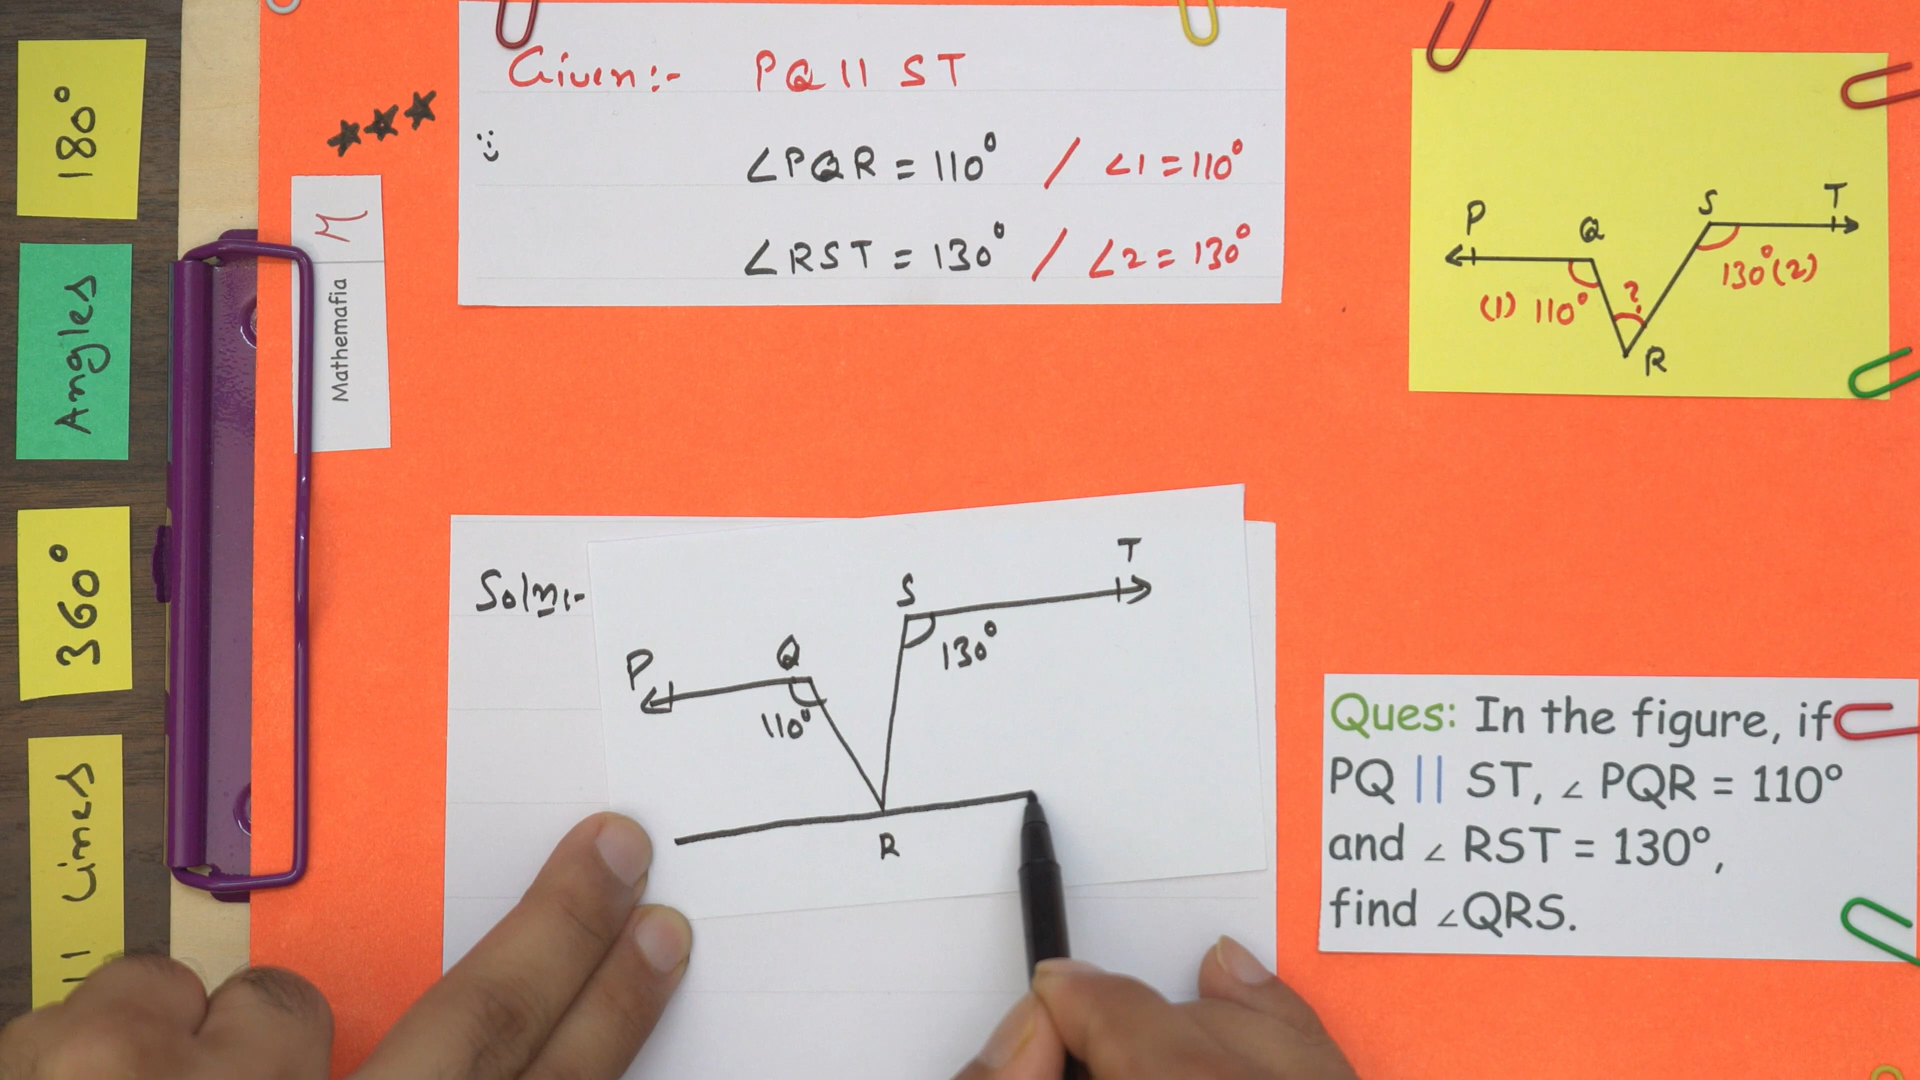 180°
Angles
360°
11 Lines
M
Mathemafia
Given:- PQ || ST
∠PQR = 110° / ∠1 = 110°
∠RST = 130° / ∠2 = 130°
P Q S T
(1) 110° ? 130° (2)
R
Soln:-
S T
130°
P Q
110°
R
Ques: In the figure, if
PQ || ST, ∠ PQR = 110°
and ∠ RST = 130°,
find ∠QRS.